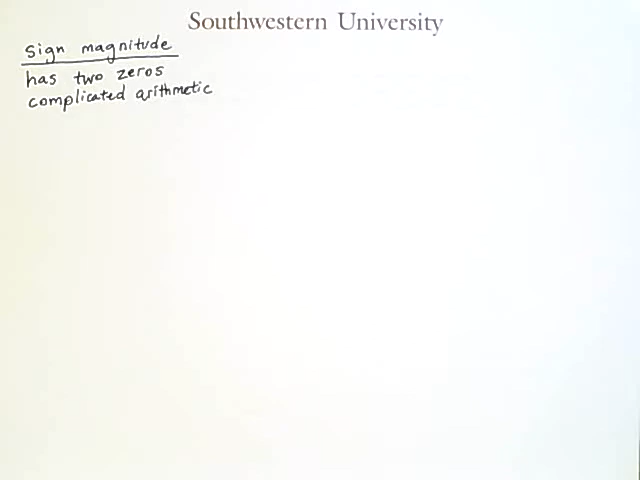 Southwestern University
Sign magnitude
has two zeros
complicated arithmetic